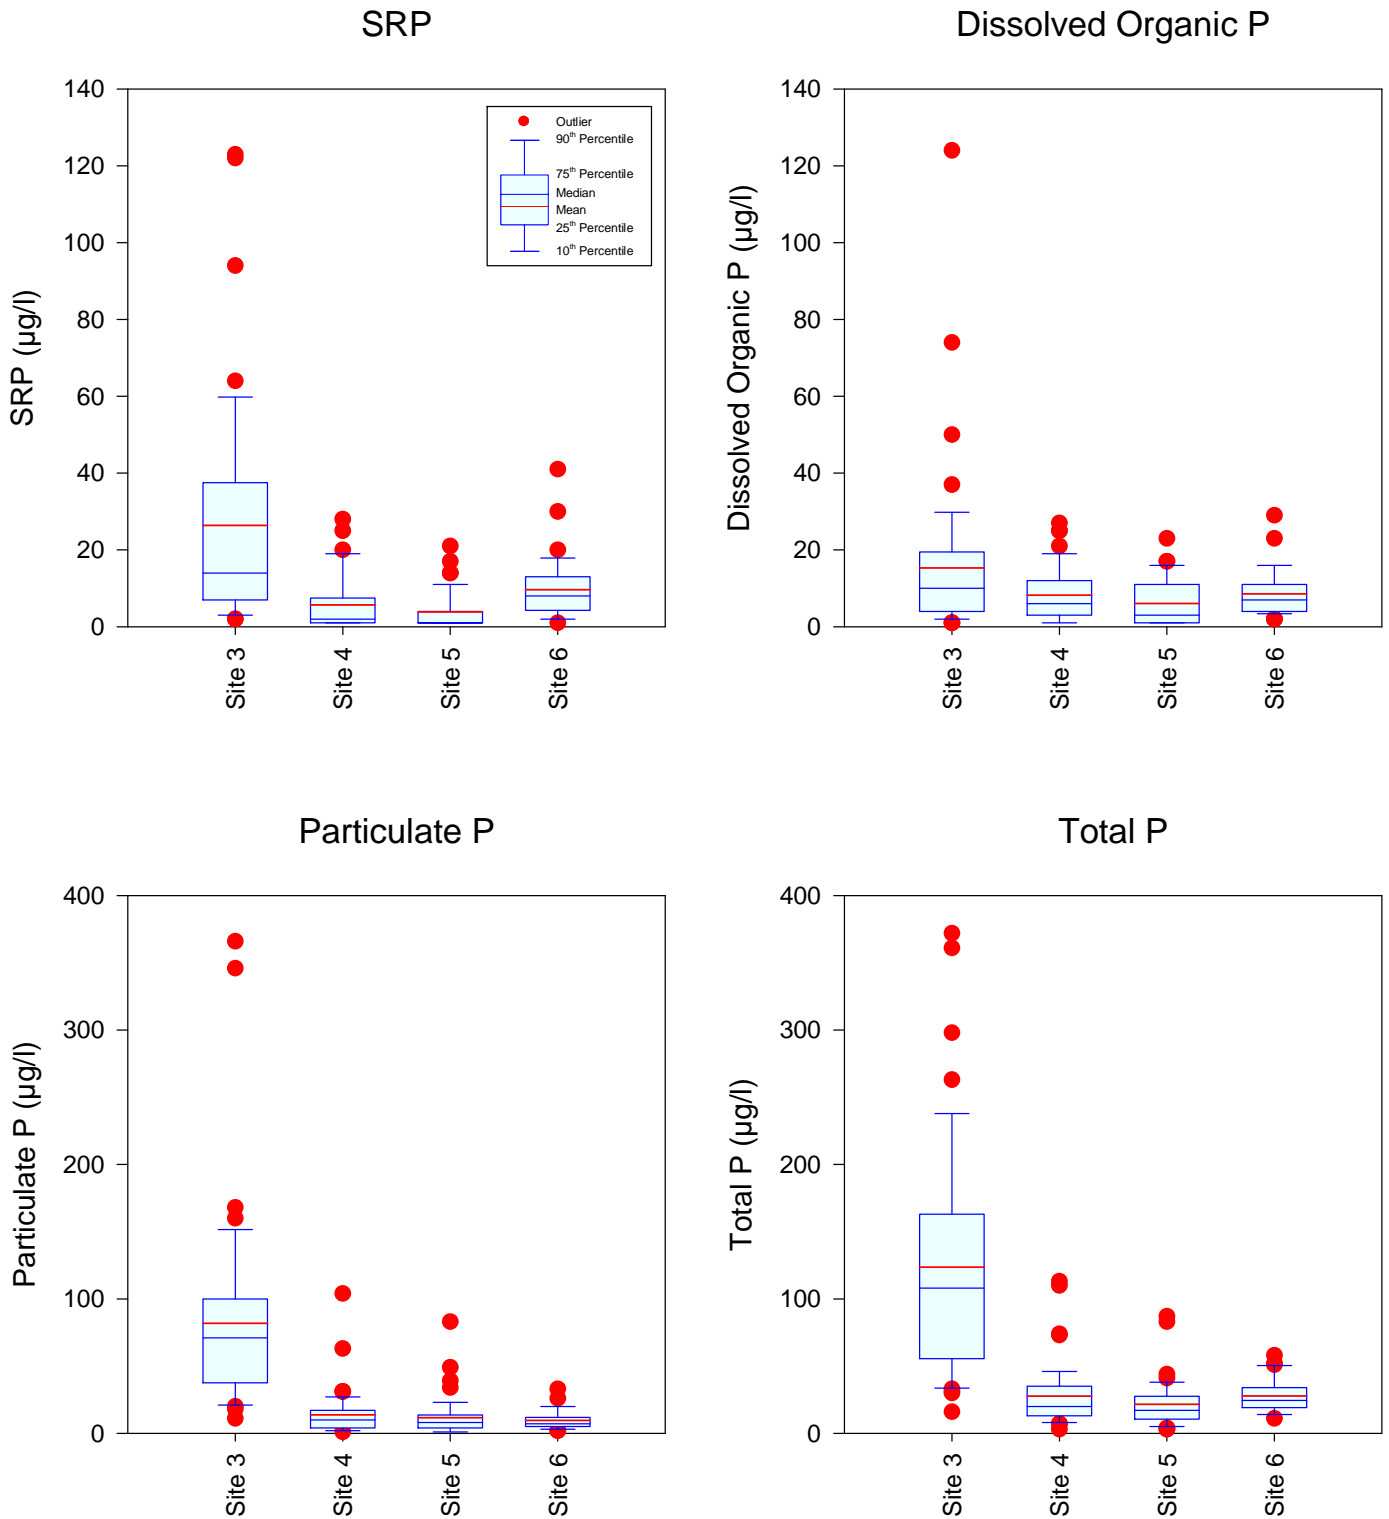 SRP
Dissolved Organic P
SRP (µg/l)
140
120
100
80
60
40
20
0
Outlier
90th Percentile
75th Percentile
Median
Mean
25th Percentile
10th Percentile
Site 3
Site 4
Site 5
Site 6
Dissolved Organic P (µg/l)
140
120
100
80
60
40
20
0
Site 3
Site 4
Site 5
Site 6
Particulate P
Total P
Particulate P (µg/l)
400
300
200
100
0
Site 3
Site 4
Site 5
Site 6
Total P (µg/l)
400
300
200
100
0
Site 3
Site 4
Site 5
Site 6